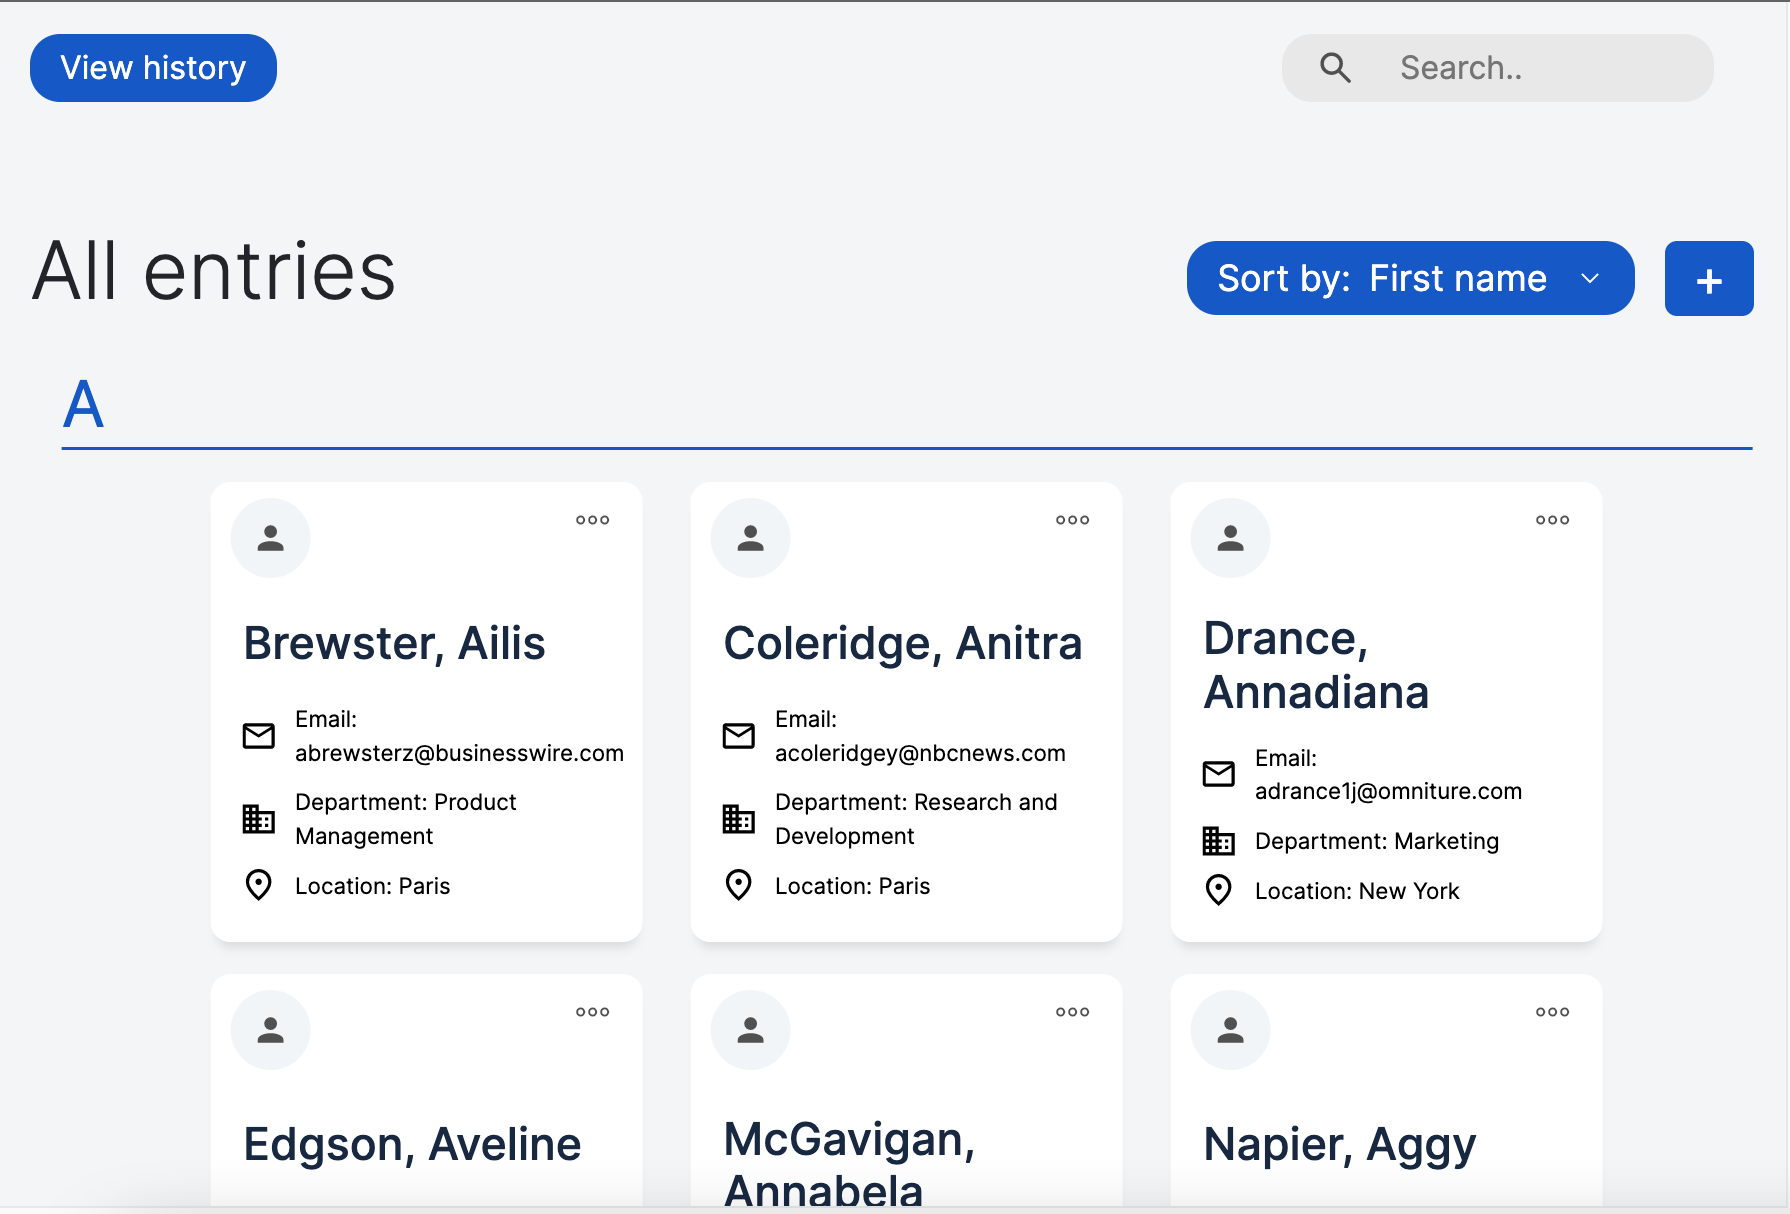 View history
Search..
All entries
Sort by: First name
+
A
Brewster, Ailis
Email:
abrewsterz@businesswire.com
Department: Product
Management
Location: Paris
Coleridge, Anitra
Email:
acoleridgey@nbcnews.com
Department: Research and
Development
Location: Paris
Drance,
Annadiana
Email:
adrance1j@omniture.com
Department: Marketing
Location: New York
Edgson, Aveline
McGavigan,
Annabela
Napier, Aggy